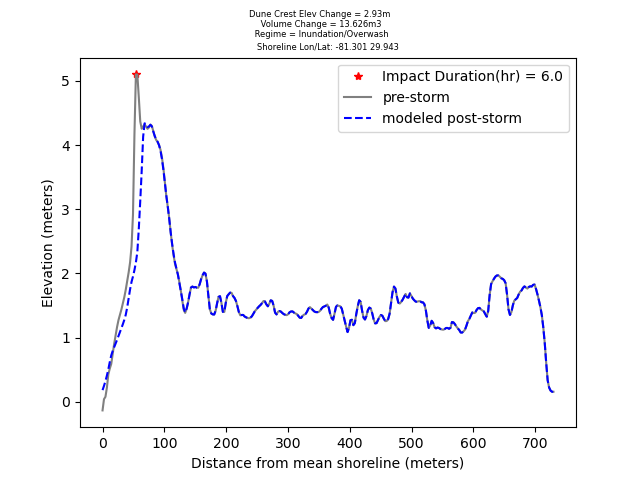 Dune Crest Elev Change = 2.93m
Volume Change = 13.626m3
Regime = Inundation/Overwash
Shoreline Lon/Lat: -81.301 29.943
Impact Duration(hr) = 6.0
pre-storm
modeled post-storm
Elevation (meters)
5
4
3
2
1
0
0 100 200 300 400 500 600 700
Distance from mean shoreline (meters)